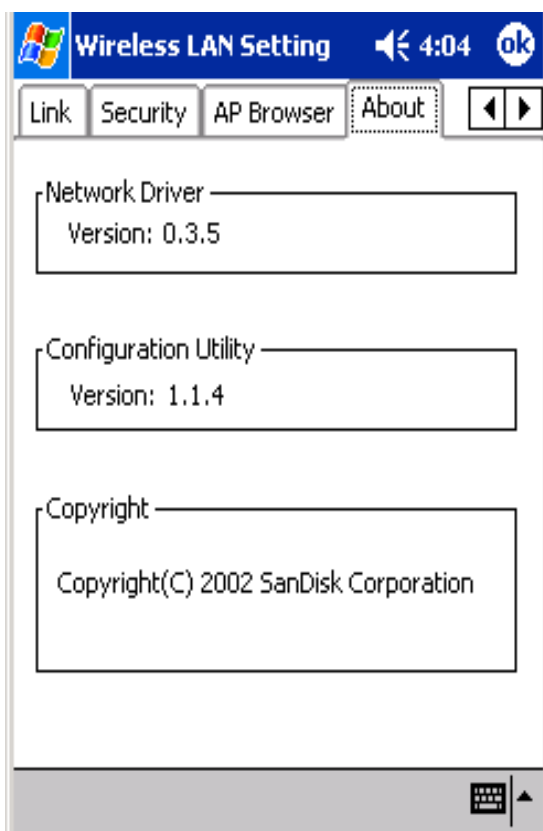 Wireless LAN Setting 4:04 ok
Link Security AP Browser About
Network Driver
Version: 0.3.5
Configuration Utility
Version: 1.1.4
Copyright
Copyright(C) 2002 SanDisk Corporation